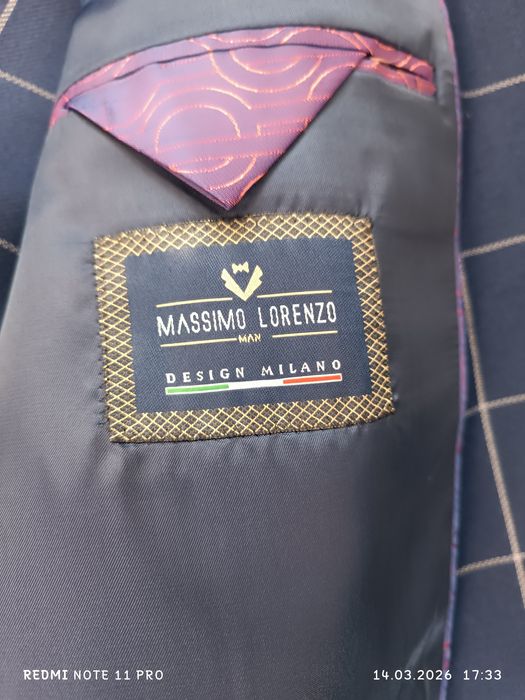 MASSIMO LORENZO
MAN
DESIGN MILANO
REDMI NOTE 11 PRO
14.03.2026 17:33